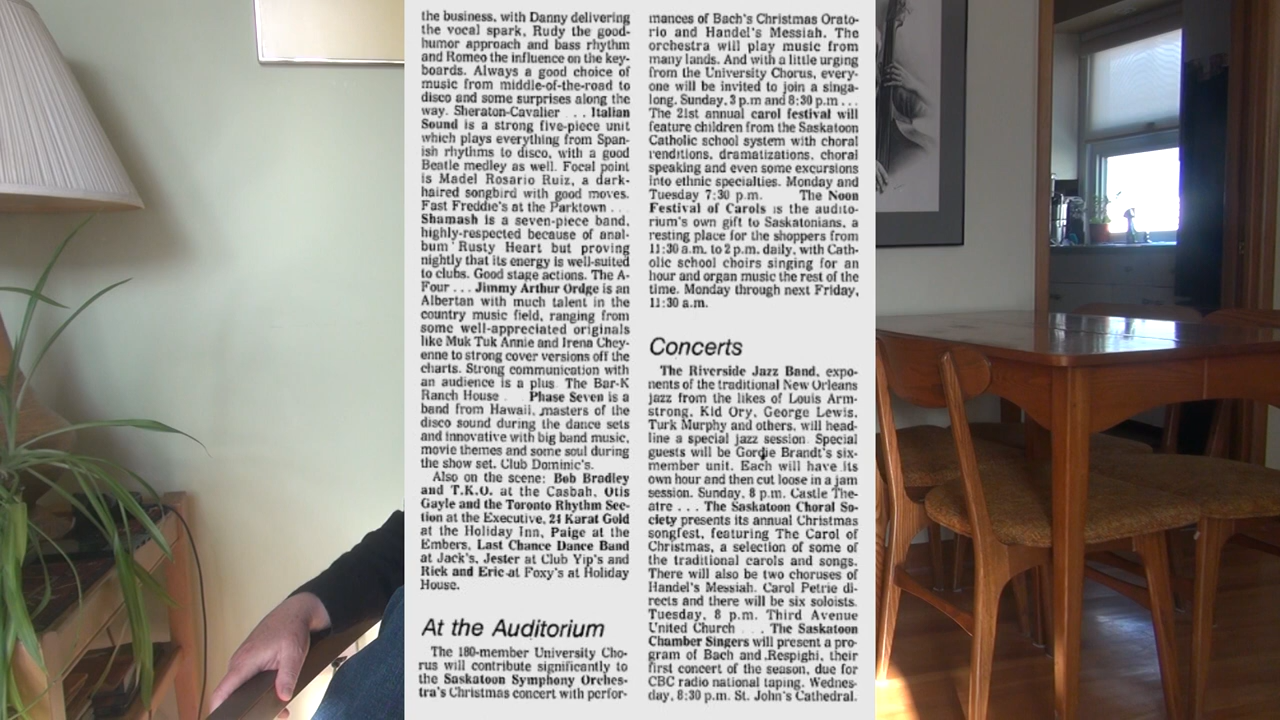 the business, with Danny delivering
the vocal spark, Rudy the good-
humor approach and bass rhythm
and Romeo the influence on the key-
boards. Always a good choice of
music from middle-of-the-road to
disco and some surprises along the
way. Sheraton-Cavalier . . . Italian
Sound is a strong five-piece unit
which plays everything from Span-
ish rhythms to disco, with a good
Beatle medley as well. Focal point
is Madel Rosario Ruiz, a dark-
haired songbird with good moves.
Fast Freddie's at the Parktown . . .
Shamash is a seven-piece band,
highly-respected because of anal-
bum Rusty Heart but proving
nightly that its energy is well-suited
to clubs. Good stage actions. The A-
Four . . . Jimmy Arthur Ordge is an
Albertan with much talent in the
country music field, ranging from
some well-appreciated originals
like Muk Tuk Annie and Irena Chey-
enne to strong cover versions off the
charts. Strong communication with
an audience is a plus. The Bar-K
Ranch House . Phase Seven is a
band from Hawaii, masters of the
disco sound during the dance sets
and innovative with big band music,
movie themes and some soul during
the show set. Club Dominic's.
Also on the scene: Bob Bradley
and T.K.O. at the Casbah, Otis
Gayle and the Toronto Rhythm Sec-
tion at the Executive, 24 Karat Gold
at the Holiday Inn, Paige at the
Embers, Last Chance Dance Band
at Jack's, Jester at Club Yip's and
Rick and Eric at Foxy's at Holiday
House.
At the Auditorium
The 180-member University Cho-
rus will contribute significantly to
the Saskatoon Symphony Orches-
tra's Christmas concert with perfor-
mances of Bach's Christmas Orato-
rio and Handel's Messiah. The
orchestra will play music from
many lands. And with a little urging
from the University Chorus, every-
one will be invited to join a singa-
long. Sunday, 3 p.m and 8:30 p.m . . .
The 21st annual carol festival will
feature children from the Saskatoon
Catholic school system with choral
renditions, dramatizations, choral
speaking and even some excursions
into ethnic specialties. Monday and
Tuesday 7:30 p.m. The Noon
Festival of Carols is the audito-
rium's own gift to Saskatonians, a
resting place for the shoppers from
11:30 a.m. to 2 p.m. daily, with Cath-
olic school choirs singing for an
hour and organ music the rest of the
time. Monday through next Friday,
11:30 a.m.
Concerts
The Riverside Jazz Band, expo-
nents of the traditional New Orleans
jazz from the likes of Louis Arm-
strong, Kid Ory, George Lewis,
Turk Murphy and others, will head-
line a special jazz session. Special
guests will be Gordie Brandt's six-
member unit. Each will have its
own hour and then cut loose in a jam
session. Sunday, 8 p.m. Castle The-
atre . . . The Saskatoon Choral So-
ciety presents its annual Christmas
songfest, featuring The Carol of
Christmas, a selection of some of
the traditional carols and songs.
There will also be two choruses of
Handel's Messiah. Carol Petrie di-
rects and there will be six soloists.
Tuesday, 8 p.m. Third Avenue
United Church . . . The Saskatoon
Chamber Singers will present a pro-
gram of Bach and Respighi, their
first concert of the season, due for
CBC radio national taping. Wednes-
day, 8:30 p.m. St. John's Cathedral.